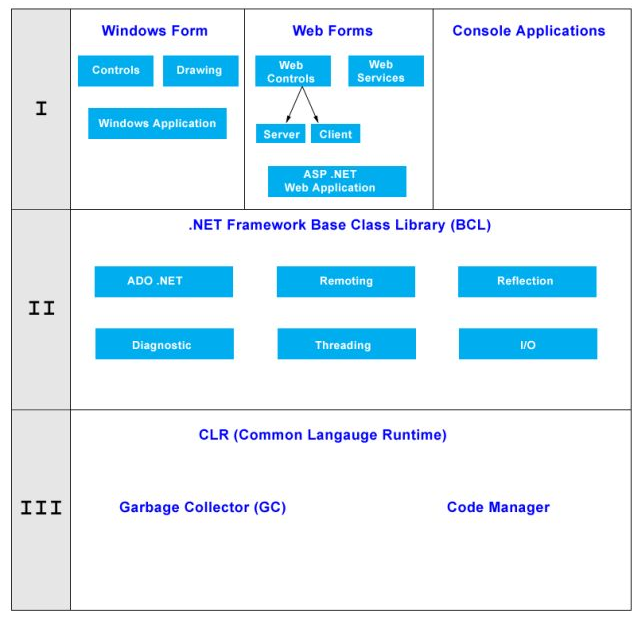 I
Windows Form
Controls
Drawing
Windows Application
Web Forms
Web
Controls
Web
Services
Server
Client
ASP .NET
Web Application
Console Applications
II
.NET Framework Base Class Library (BCL)
ADO .NET
Remoting
Reflection
Diagnostic
Threading
I/O
III
CLR (Common Langauge Runtime)
Garbage Collector (GC)
Code Manager